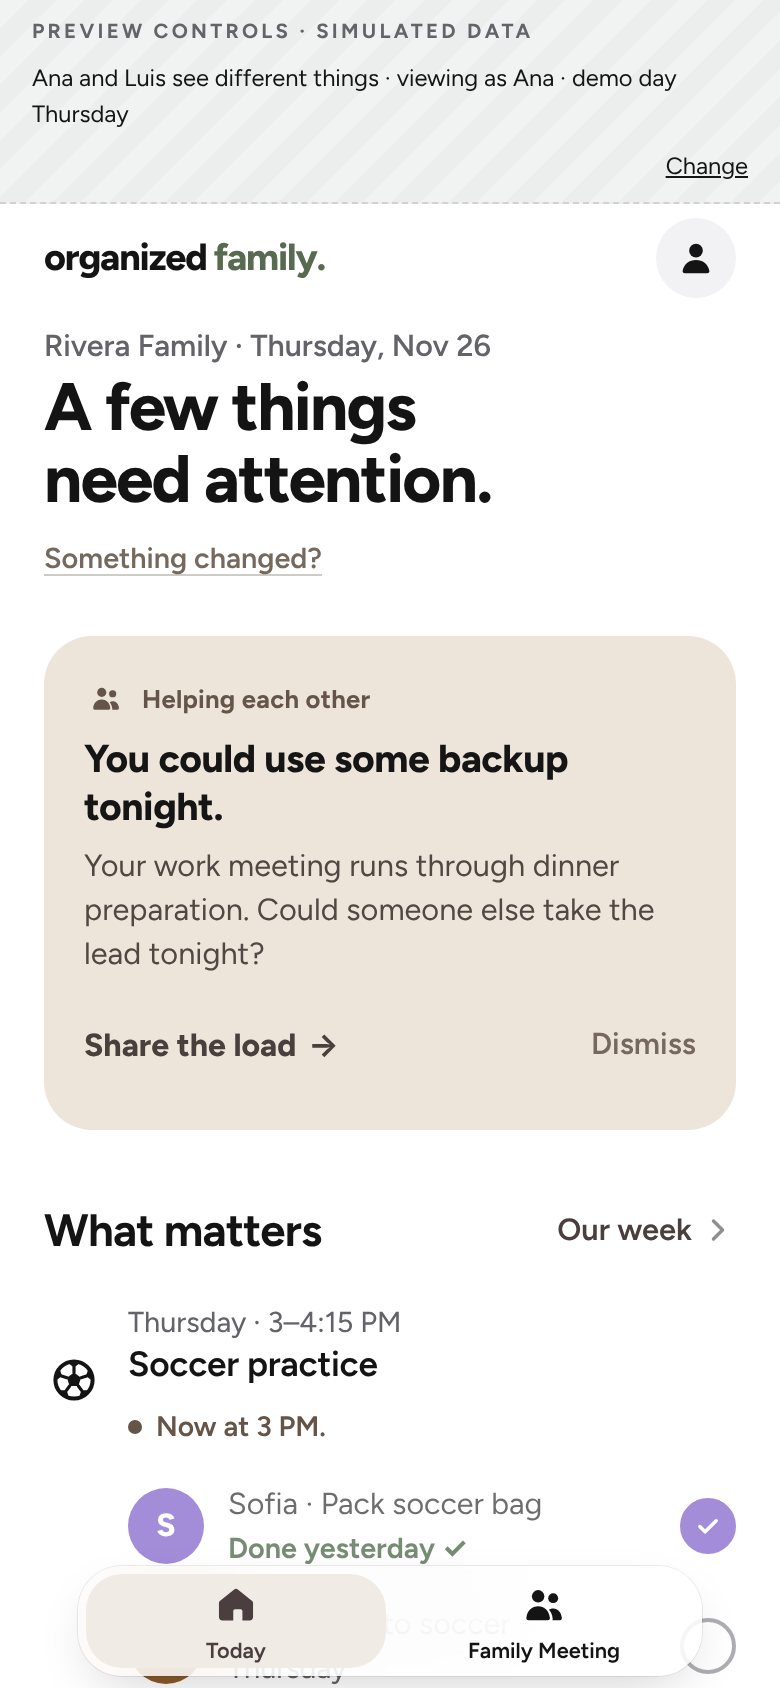 PREVIEW CONTROLS · SIMULATED DATA
Ana and Luis see different things · viewing as Ana · demo day
Thursday
Change
organized family.
Rivera Family · Thursday, Nov 26
A few things
need attention.
Something changed?
Helping each other
You could use some backup
tonight.
Your work meeting runs through dinner
preparation. Could someone else take the
lead tonight?
Share the load →
Dismiss
What matters
Our week
Thursday · 3–4:15 PM
Soccer practice
Now at 3 PM.
S
Sofia · Pack soccer bag
Done yesterday ✓
to soccer
Thursday
Today
Family Meeting